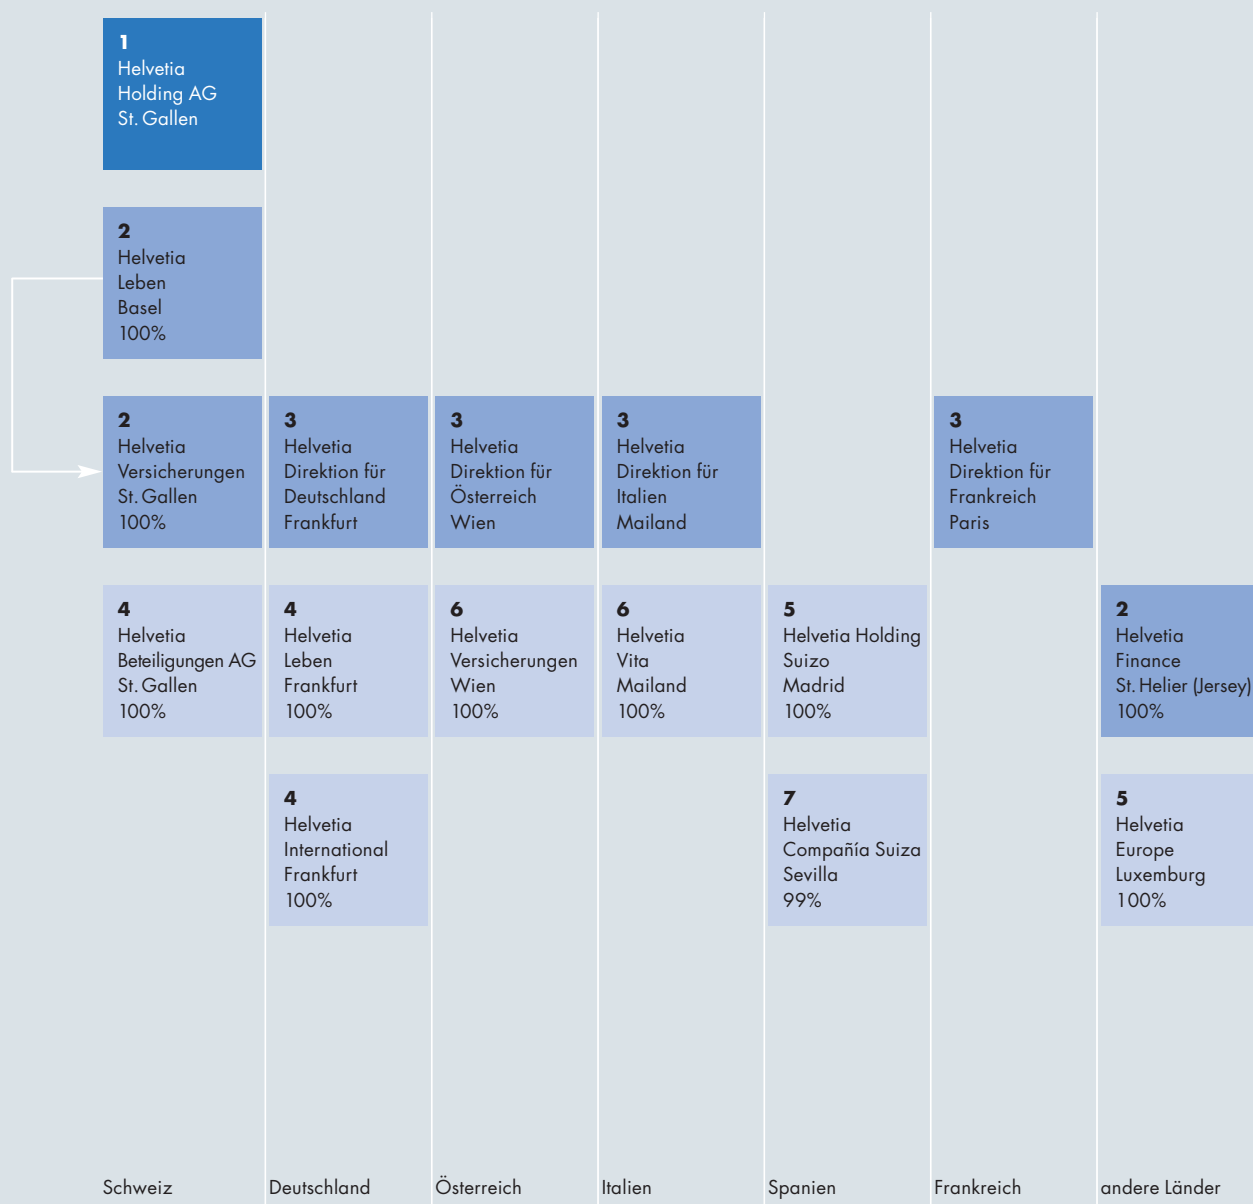 1
Helvetia
Holding AG
St. Gallen
2
Helvetia
Leben
Basel
100%
2
Helvetia
Versicherungen
St. Gallen
100%
3
Helvetia
Direktion für
Deutschland
Frankfurt
3
Helvetia
Direktion für
Österreich
Wien
3
Helvetia
Direktion für
Italien
Mailand
3
Helvetia
Direktion für
Frankreich
Paris
4
Helvetia
Beteiligungen AG
St. Gallen
100%
4
Helvetia
Leben
Frankfurt
100%
6
Helvetia
Versicherungen
Wien
100%
6
Helvetia
Vita
Mailand
100%
5
Helvetia Holding
Suizo
Madrid
100%
2
Helvetia
Finance
St. Helier (Jersey)
100%
4
Helvetia
International
Frankfurt
100%
7
Helvetia
Compañía Suiza
Sevilla
99%
5
Helvetia
Europe
Luxemburg
100%
Schweiz
Deutschland
Österreich
Italien
Spanien
Frankreich
andere Länder